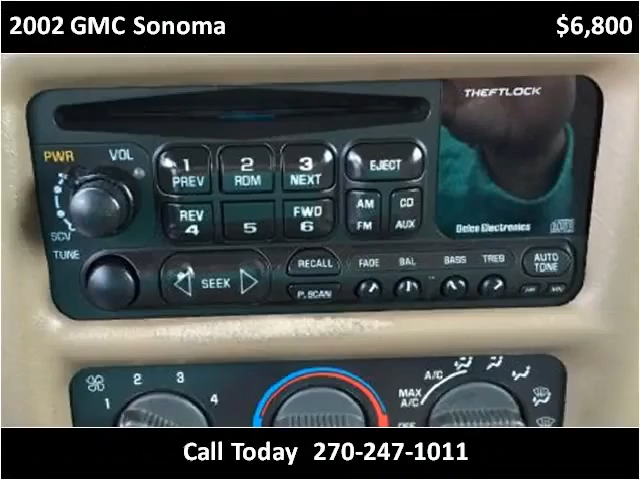 2002 GMC Sonoma $6,800
THEFTLOCK
PWR VOL
1 PREV 2 RDM 3 NEXT EJECT
REV 4 5 FWD 6 AM FM CD AUX
SCV
Delco Electronics
TUNE SEEK RECALL FADE BAL BASS TREB AUTO TONE
P.SCAN
1 2 3 4 A/C
MAX A/C
OFF
Call Today 270-247-1011